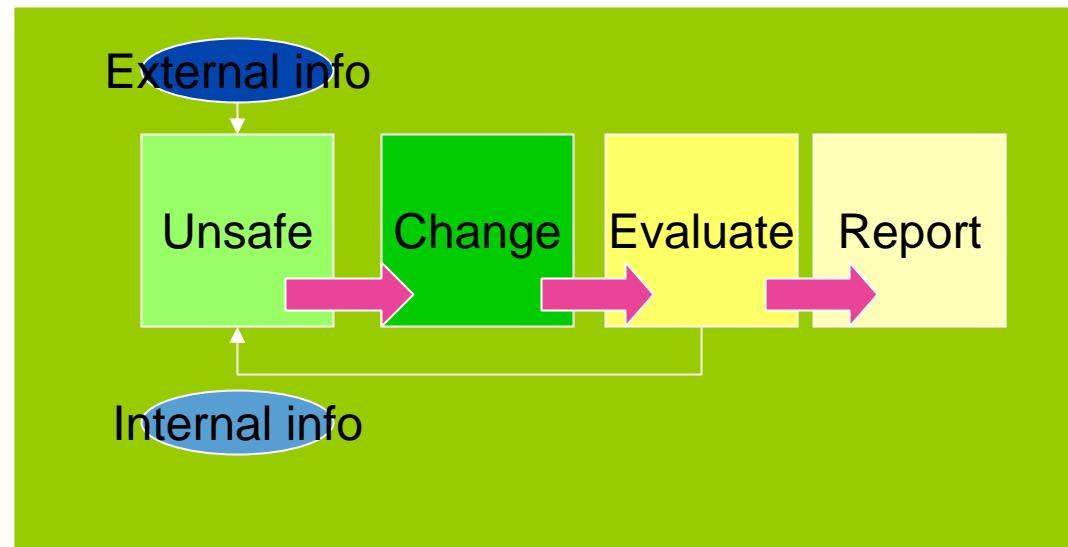 External info
Unsafe
Change
Evaluate
Report
Internal info